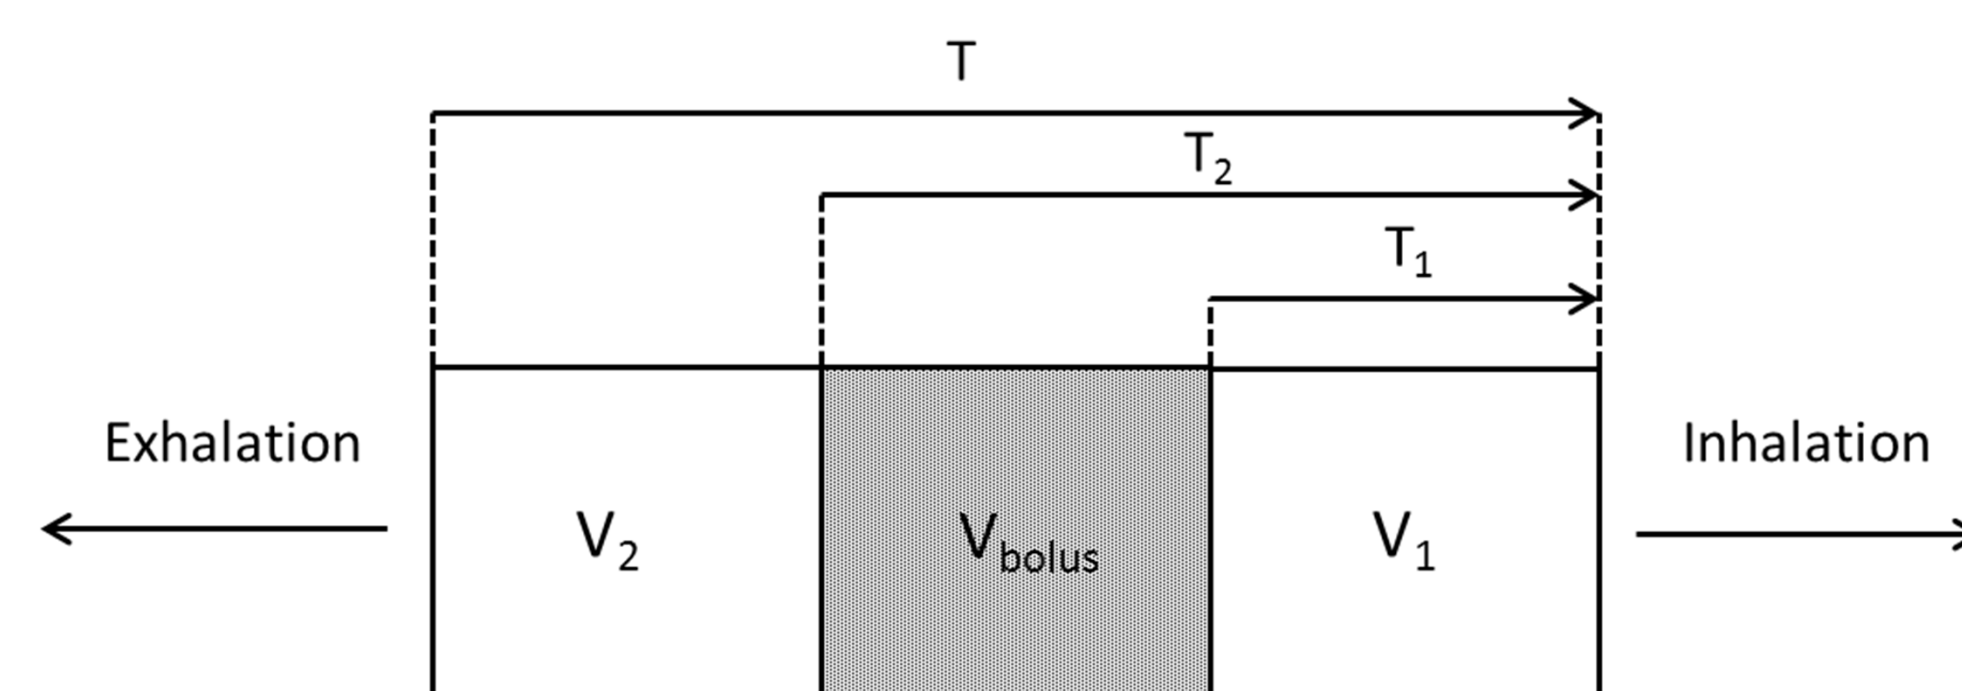 T
T₂
T₁
Exhalation
Inhalation
V₂
Vbolus
V₁